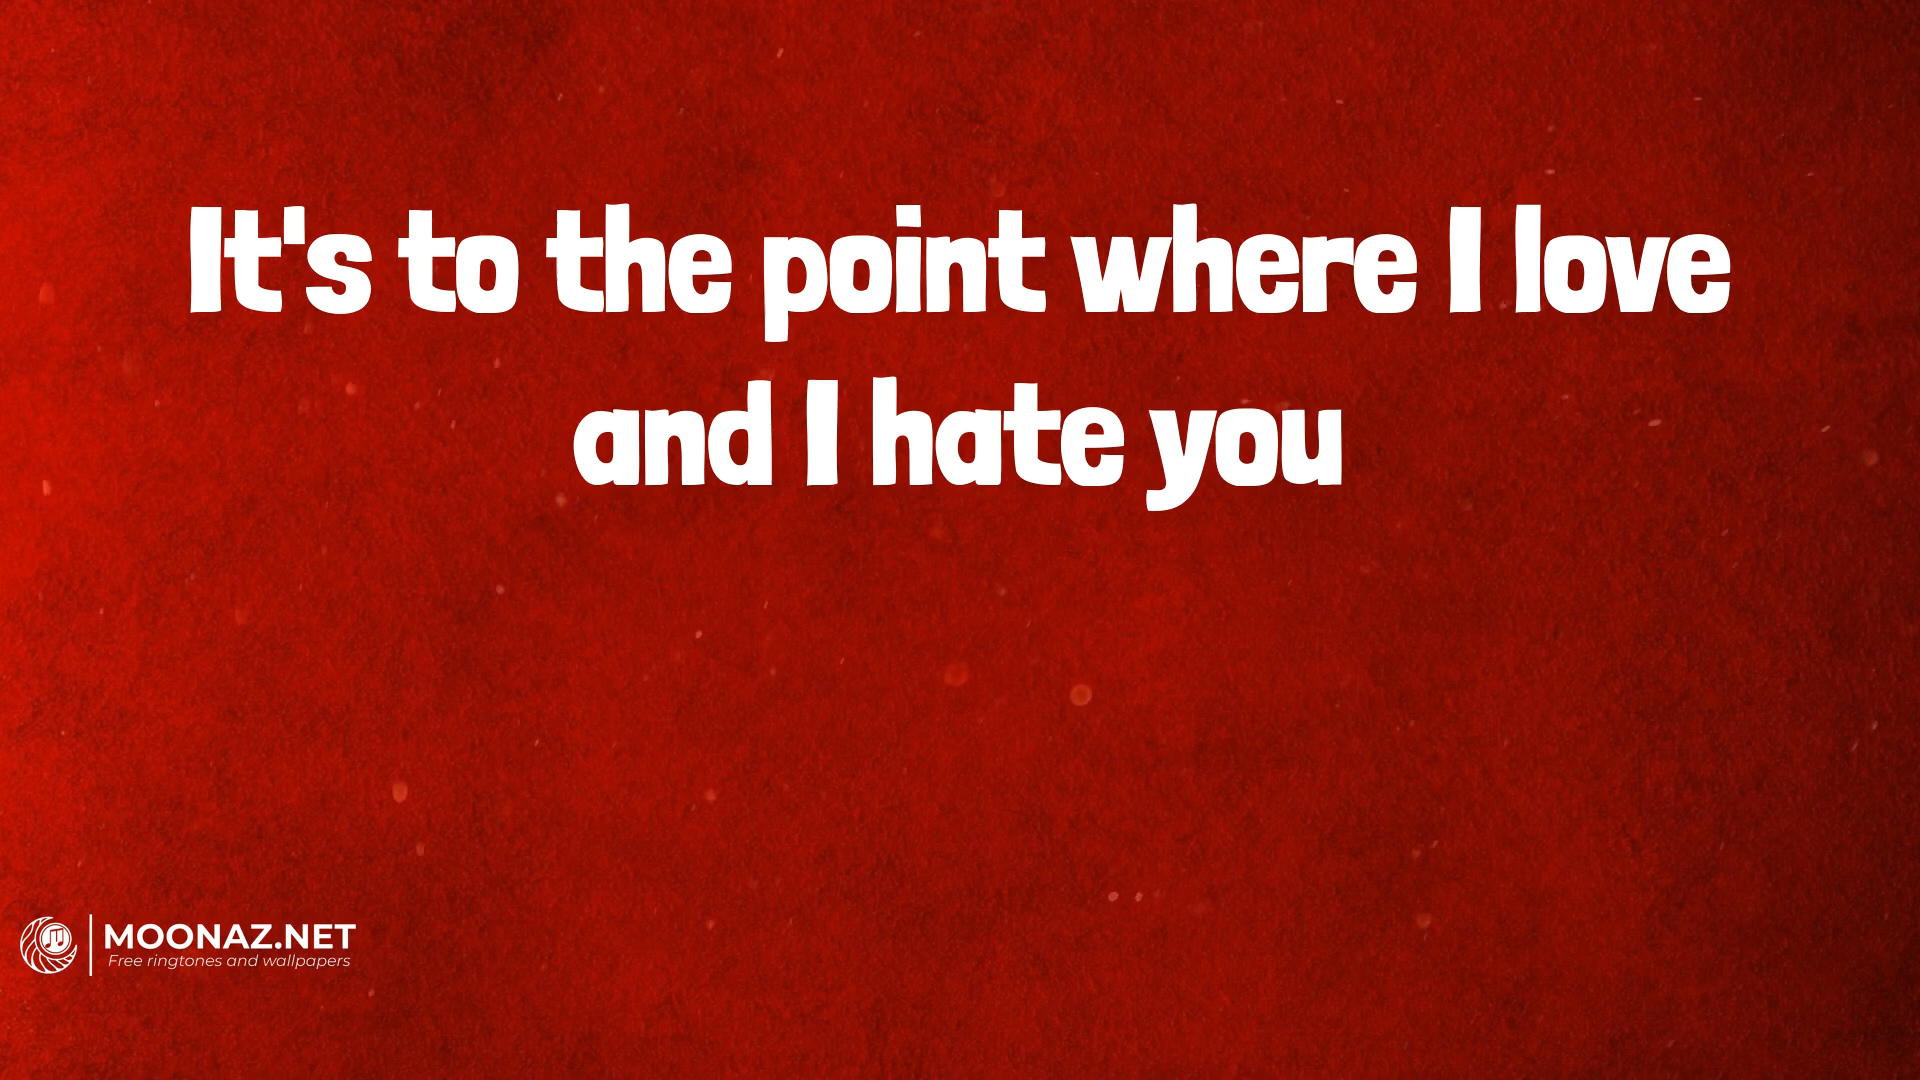 It's to the point where I love
and I hate you
MOONAZ.NET
Free ringtones and wallpapers